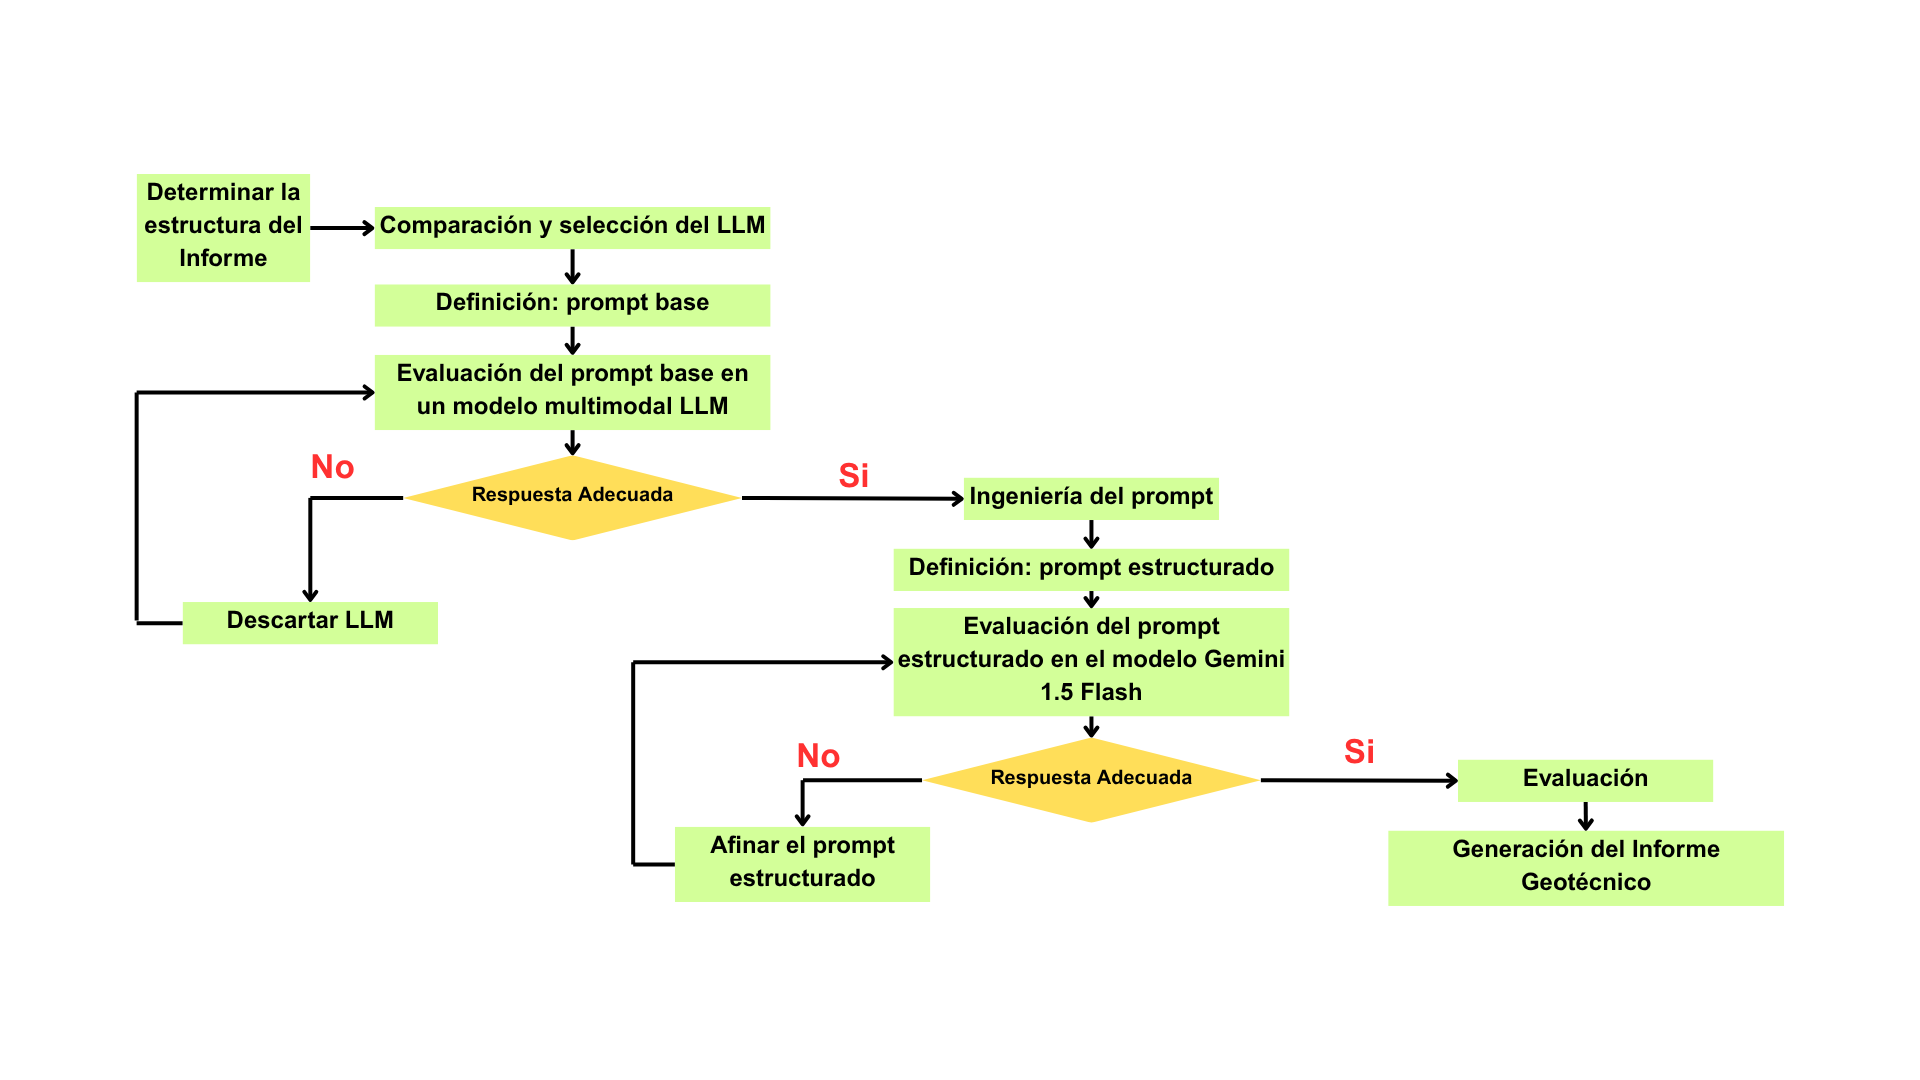 Determinar la
estructura del
Informe
Comparación y selección del LLM
Definición: prompt base
Evaluación del prompt base en
un modelo multimodal LLM
No
Respuesta Adecuada
Si
Descartar LLM
Ingeniería del prompt
Definición: prompt estructurado
Evaluación del prompt
estructurado en el modelo Gemini
1.5 Flash
No
Respuesta Adecuada
Si
Afinar el prompt
estructurado
Evaluación
Generación del Informe
Geotécnico